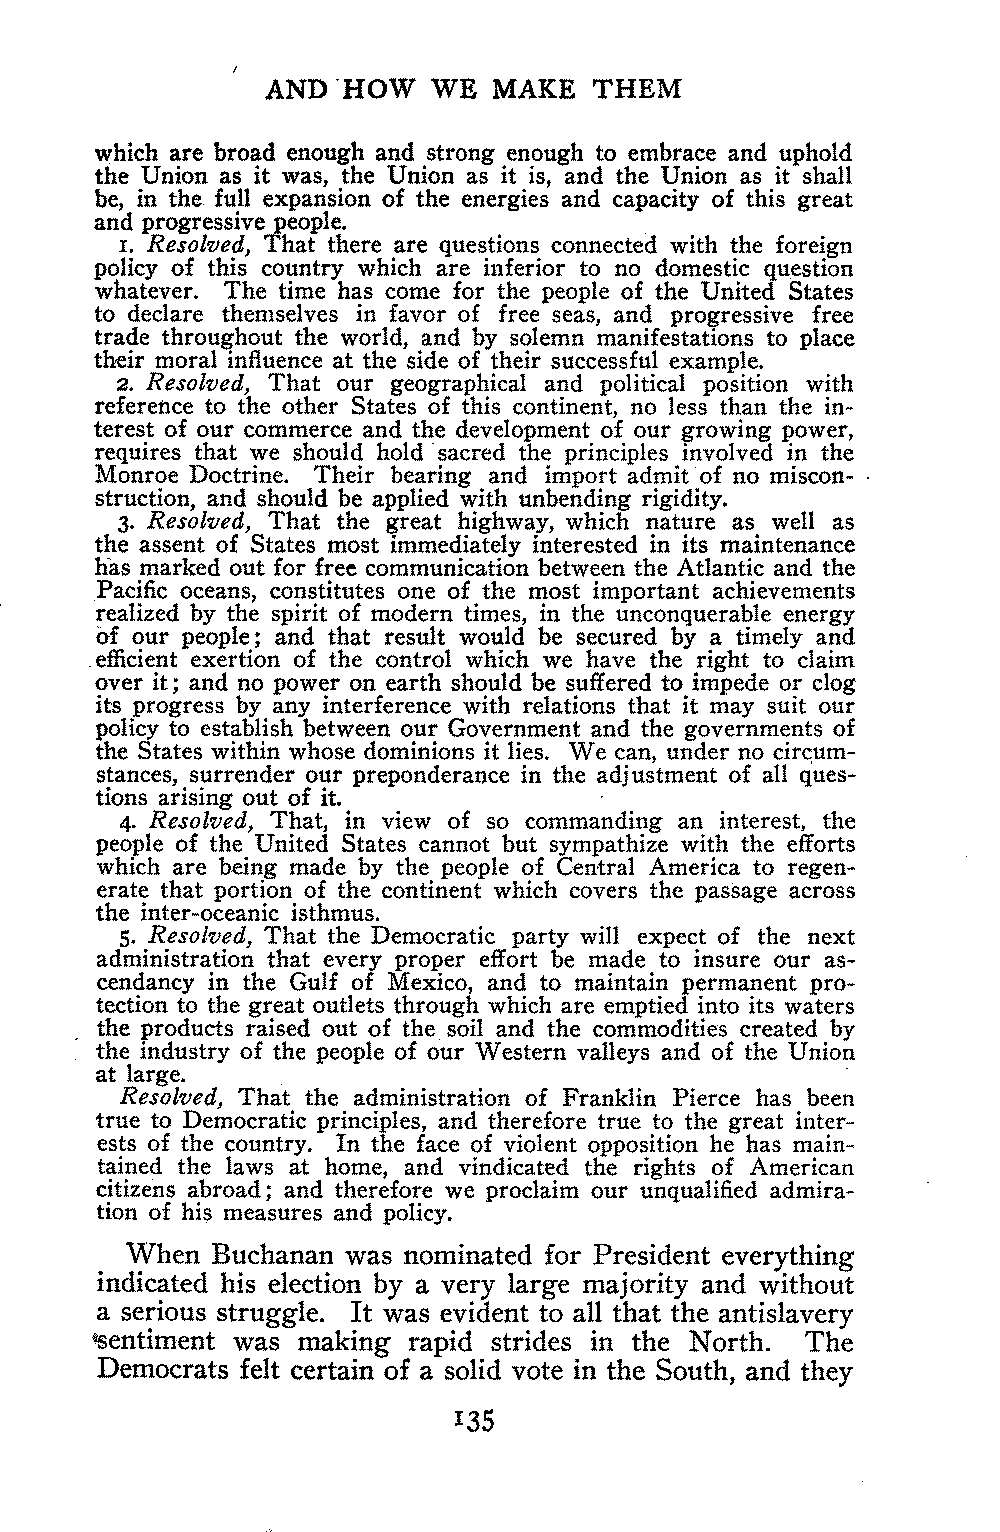 AND HOW WE MAKE THEM
which are broad enough and strong enough to embrace and uphold
the Union as it was, the Union as it is, and the Union as it shall
be, in the full expansion of the energies and capacity of this great
and progressive people.
1. Resolved, That there are questions connected with the foreign
policy of this country which are inferior to no domestic question
whatever. The time has come for the people of the United States
to declare themselves in favor of free seas, and progressive free
trade throughout the world, and by solemn manifestations to place
their moral influence at the side of their successful example.
2. Resolved, That our geographical and political position with
reference to the other States of this continent, no less than the in-
terest of our commerce and the development of our growing power,
requires that we should hold sacred the principles involved in the
Monroe Doctrine. Their bearing and import admit of no miscon-
struction, and should be applied with unbending rigidity.
3. Resolved, That the great highway, which nature as well as
the assent of States most immediately interested in its maintenance
has marked out for free communication between the Atlantic and the
Pacific oceans, constitutes one of the most important achievements
realized by the spirit of modern times, in the unconquerable energy
of our people; and that result would be secured by a timely and
efficient exertion of the control which we have the right to claim
over it; and no power on earth should be suffered to impede or clog
its progress by any interference with relations that it may suit our
policy to establish between our Government and the governments of
the States within whose dominions it lies. We can, under no circum-
stances, surrender our preponderance in the adjustment of all ques-
tions arising out of it.
4. Resolved, That, in view of so commanding an interest, the
people of the United States cannot but sympathize with the efforts
which are being made by the people of Central America to regen-
erate that portion of the continent which covers the passage across
the inter-oceanic isthmus.
5. Resolved, That the Democratic party will expect of the next
administration that every proper effort be made to insure our as-
cendancy in the Gulf of Mexico, and to maintain permanent pro-
tection to the great outlets through which are emptied into its waters
the products raised out of the soil and the commodities created by
the industry of the people of our Western valleys and of the Union
at large.
Resolved, That the administration of Franklin Pierce has been
true to Democratic principles, and therefore true to the great inter-
ests of the country. In the face of violent opposition he has main-
tained the laws at home, and vindicated the rights of American
citizens abroad; and therefore we proclaim our unqualified admira-
tion of his measures and policy.
When Buchanan was nominated for President everything
indicated his election by a very large majority and without
a serious struggle. It was evident to all that the antislavery
sentiment was making rapid strides in the North. The
Democrats felt certain of a solid vote in the South, and they
135